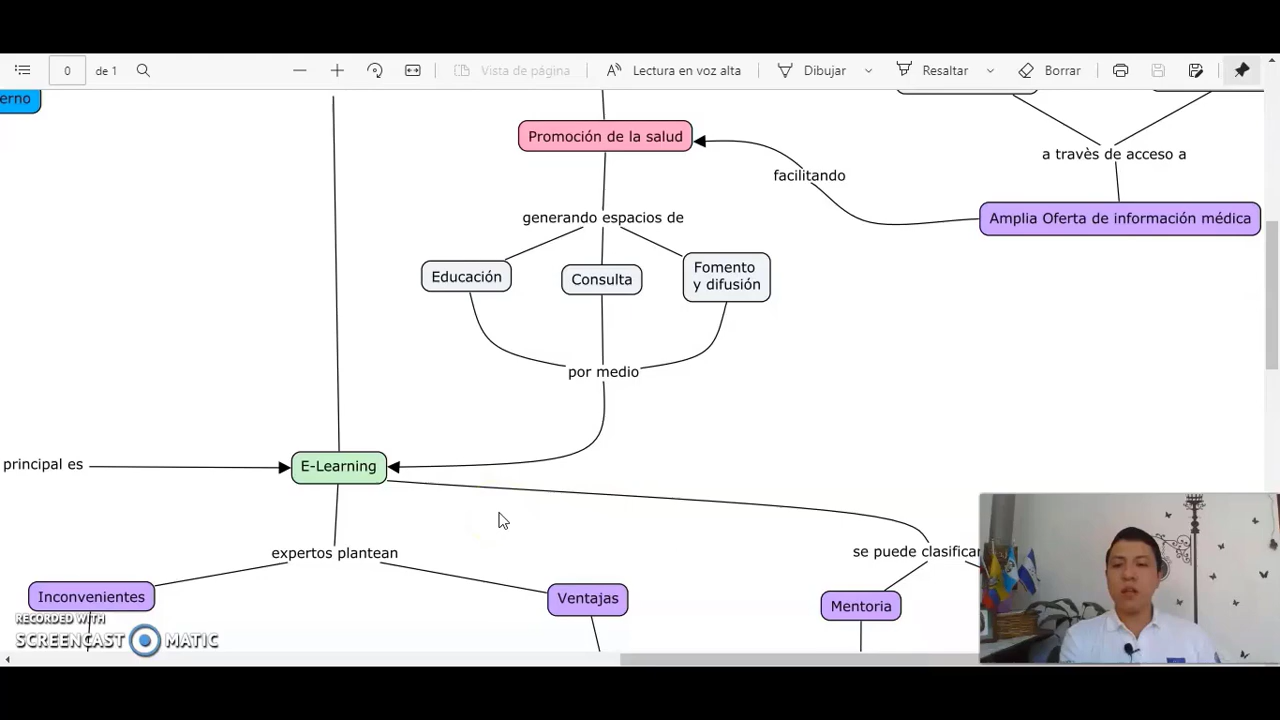 0
de 1
Vista de página
Lectura en voz alta
Dibujar
Resaltar
Borrar
erno
Promoción de la salud
a travès de acceso a
facilitando
generando espacios de
Amplia Oferta de información médica
Educación
Consulta
Fomento
y difusión
por medio
principal es
E-Learning
expertos plantean
se puede clasificar
Inconvenientes
Ventajas
Mentoria
RECORDED WITH
SCREENCAST MATIC